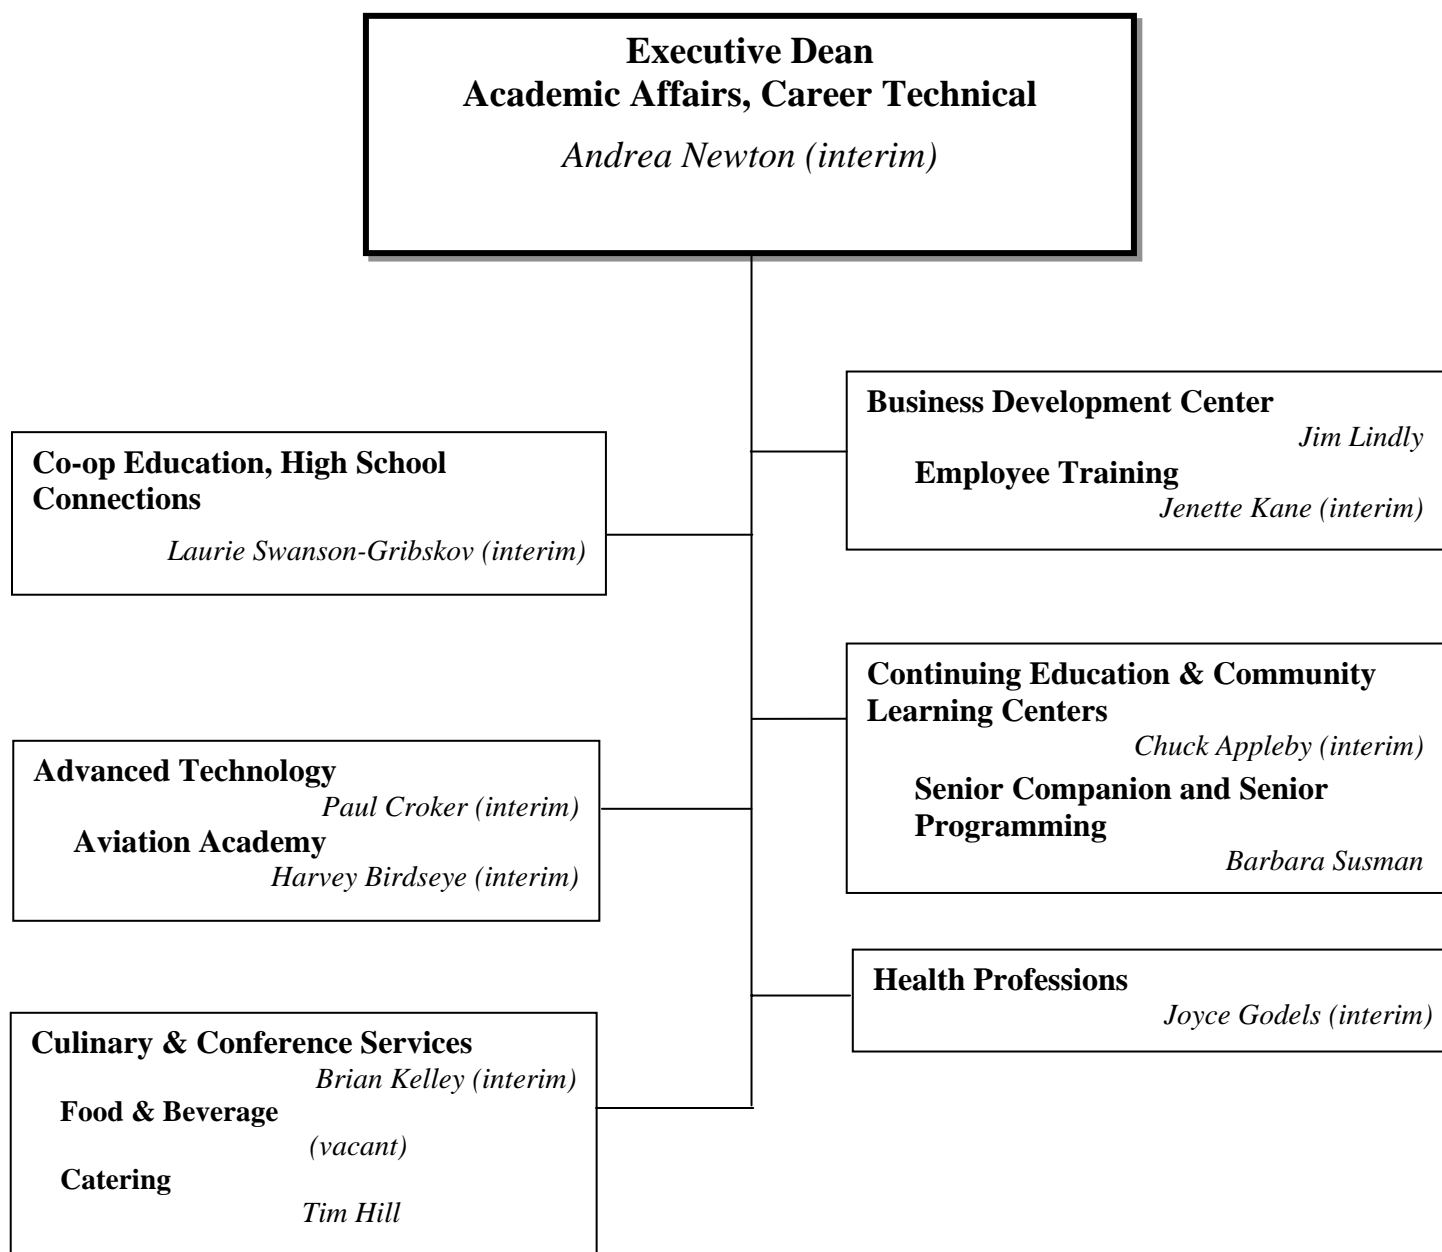 Executive Dean
Academic Affairs, Career Technical
Andrea Newton (interim)
Co-op Education, High School
Connections
Laurie Swanson-Gribskov (interim)
Advanced Technology
Paul Croker (interim)
Aviation Academy
Harvey Birdseye (interim)
Culinary & Conference Services
Brian Kelley (interim)
Food & Beverage
(vacant)
Catering
Tim Hill
Business Development Center
Jim Lindly
Employee Training
Jenette Kane (interim)
Continuing Education & Community
Learning Centers
Chuck Appleby (interim)
Senior Companion and Senior
Programming
Barbara Susman
Health Professions
Joyce Godels (interim)